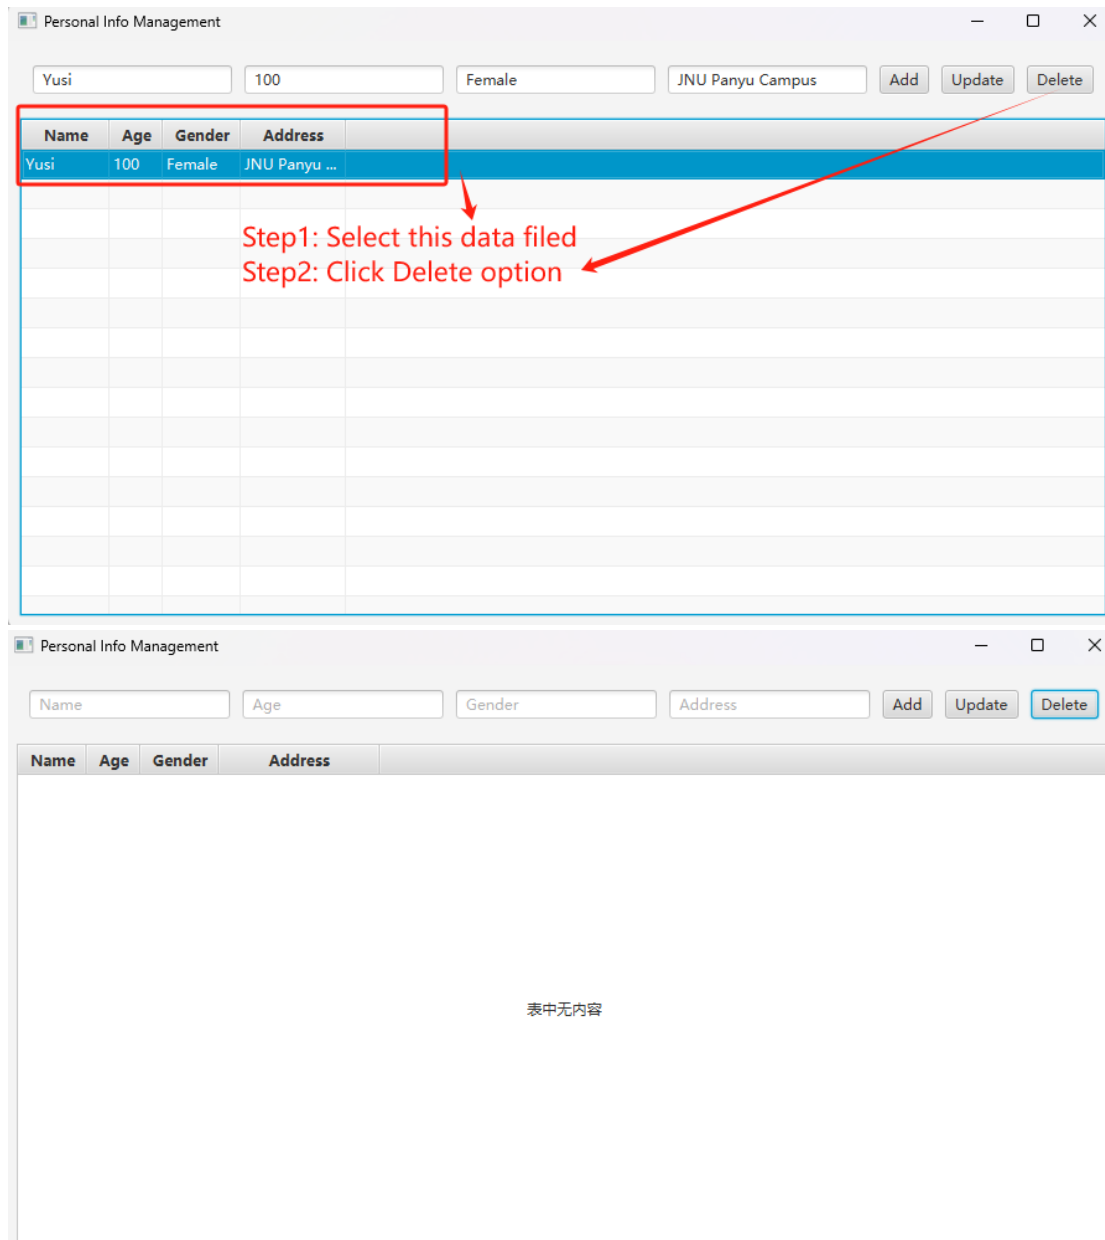 Personal Info Management
Yusi 100 Female JNU Panyu Campus Add Update Delete
Name Age Gender Address
Yusi 100 Female JNU Panyu ...
Step1: Select this data filed
Step2: Click Delete option
Personal Info Management
Name Age Gender Address Add Update Delete
Name Age Gender Address
表中无内容